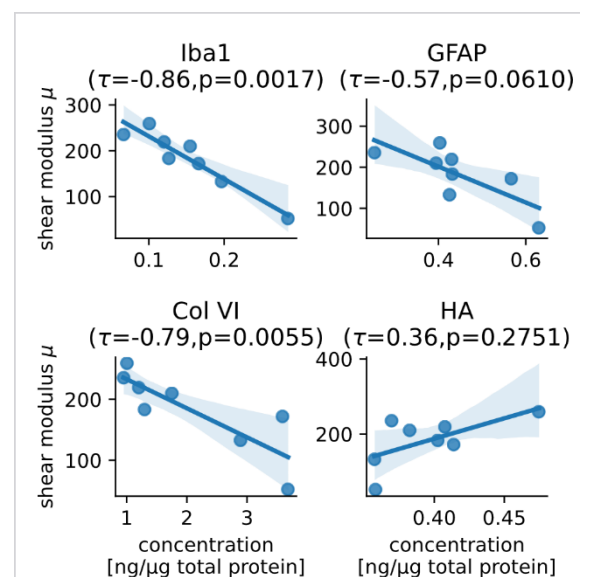 Iba1
(τ=-0.86,p=0.0017)
GFAP
(τ=-0.57,p=0.0610)
shear modulus μ
300
200
100
0.1
0.2
300
200
100
0.4
0.6
Col VI
(τ=-0.79,p=0.0055)
HA
(τ=0.36,p=0.2751)
shear modulus μ
200
100
1
2
3
concentration
[ng/μg total protein]
400
200
0.40
0.45
concentration
[ng/μg total protein]